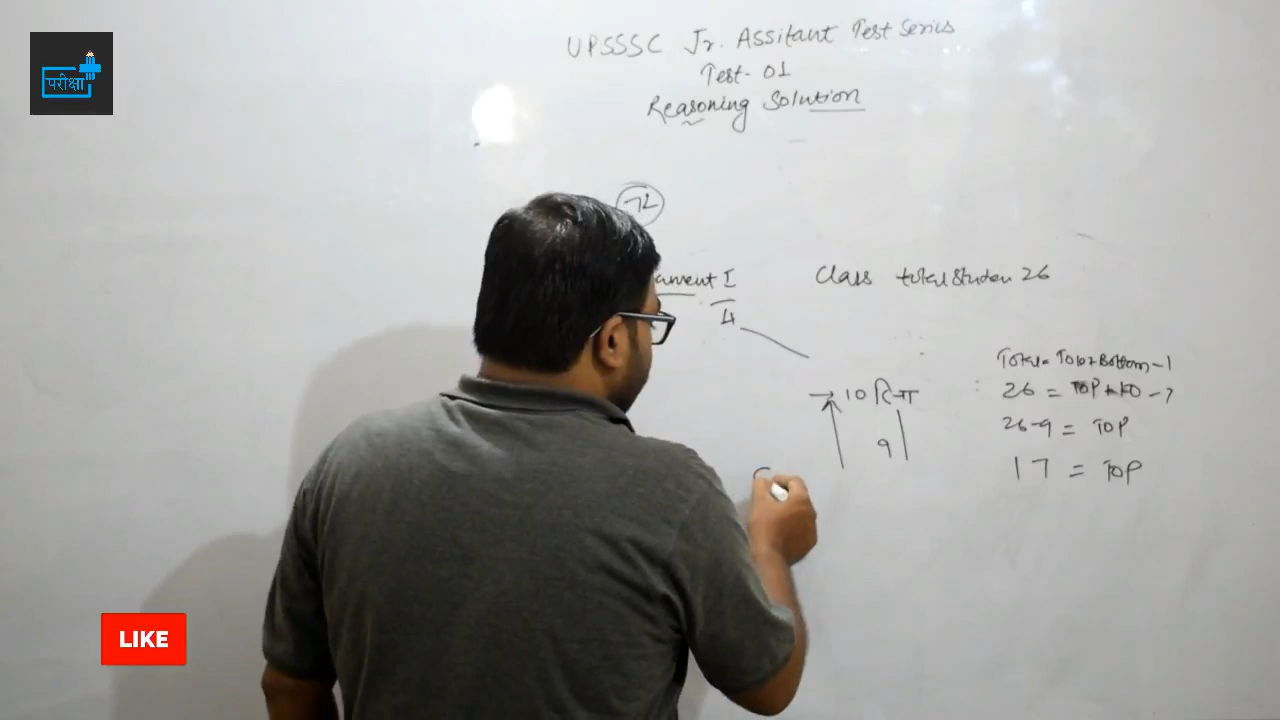 परीक्षा
UPSSSC Jr. Assitant Test Series
Test-01
Reasoning Solution
72
ament I
4
Class total Studen 26
→ 10
9
Total = Top + Bottom - 1
26 = TOP + 10 - 1
26-9 = TOP
17 = TOP
LIKE